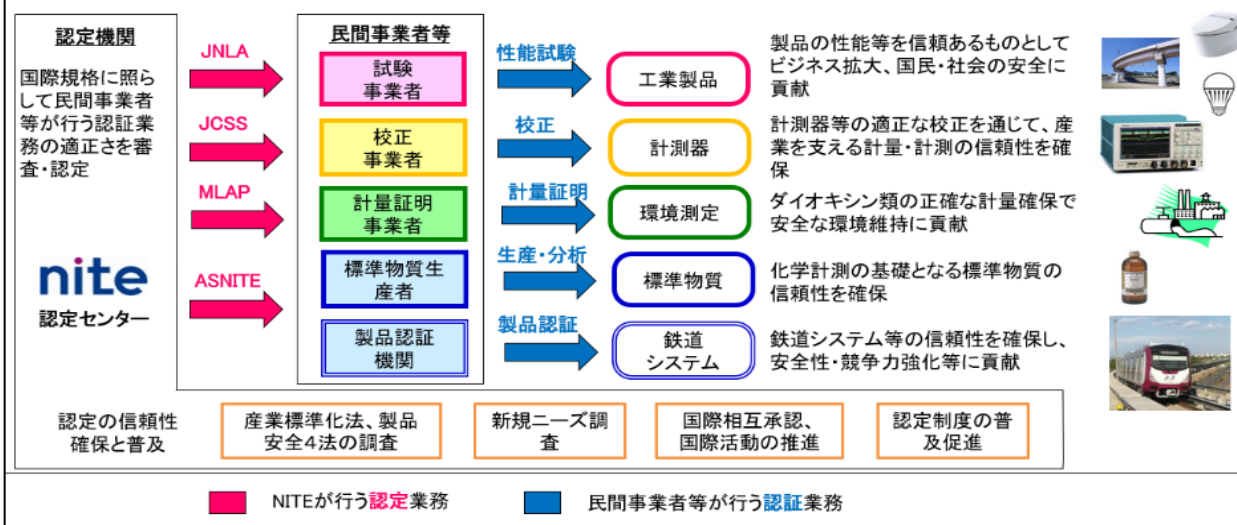 認定機関
国際規格に照ら
して民間事業者
等が行う認証業
務の適正さを審
査・認定
nite
認定センター
JNLA
JCSS
MLAP
ASNITE
民間事業者等
試験
事業者
校正
事業者
計量証明
事業者
標準物質生
産者
製品認証
機関
性能試験
校正
計量証明
生産・分析
製品認証
工業製品
計測器
環境測定
標準物質
鉄道
システム
製品の性能等を信頼あるものとして
ビジネス拡大、国民・社会の安全に
貢献
計測器等の適正な校正を通じて、産
業を支える計量・計測の信頼性を確
保
ダイオキシン類の正確な計量確保で
安全な環境維持に貢献
化学計測の基礎となる標準物質の
信頼性を確保
鉄道システム等の信頼性を確保し、
安全性・競争力強化等に貢献
認定の信頼性
確保と普及
産業標準化法、製品
安全4法の調査
新規ニーズ調
査
国際相互承認、
国際活動の推進
認定制度の普
及促進
NITEが行う認定業務
民間事業者等が行う認証業務